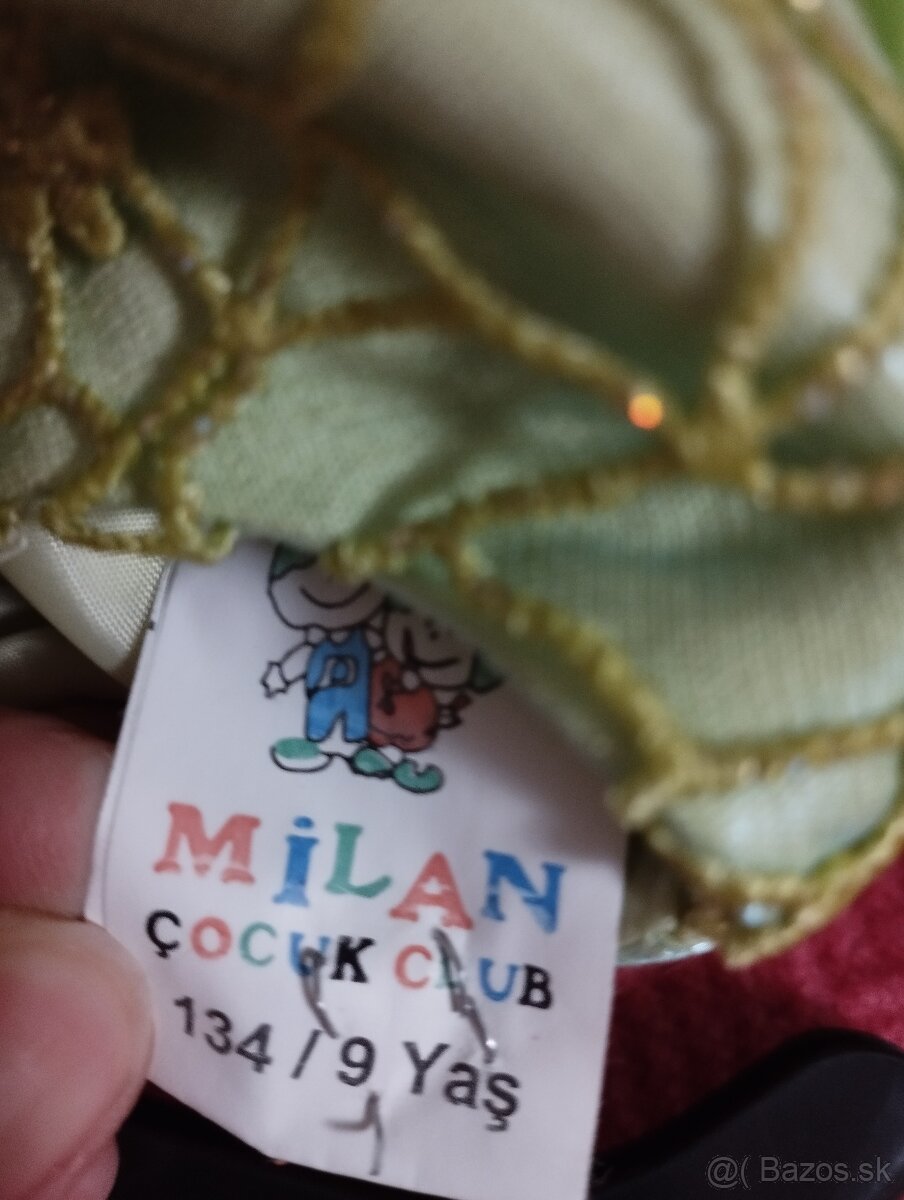 MİLAN
ÇOCUK CLUB
134 / 9 Yaş
@( Bazos.sk